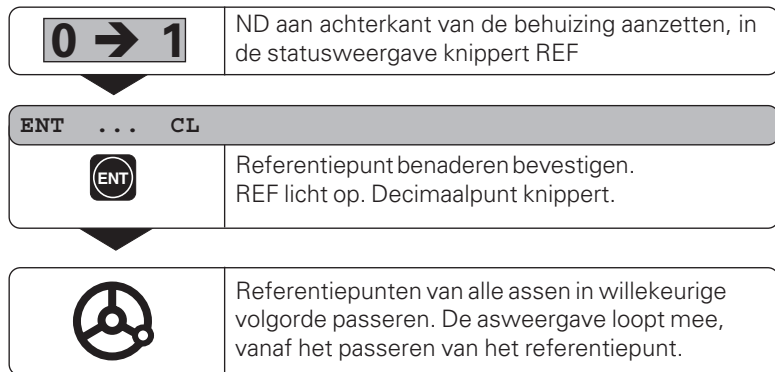 0 → 1
ND aan achterkant van de behuizing aanzetten, in
de statusweergave knippert REF
ENT ... CL
ENT
Referentiepunt benaderen bevestigen.
REF licht op. Decimaalpunt knippert.
Referentiepunten van alle assen in willekeurige
volgorde passeren. De asweergave loopt mee,
vanaf het passeren van het referentiepunt.